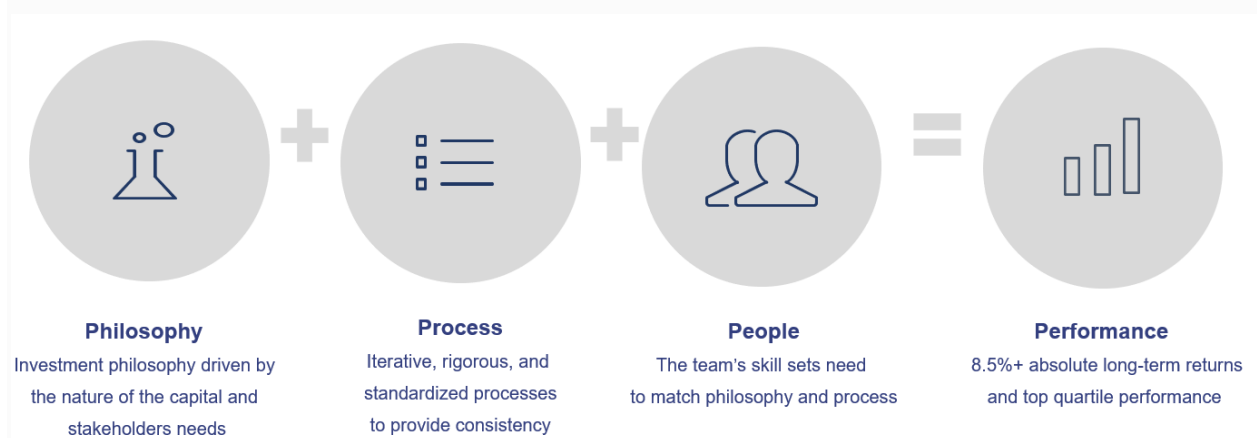 Philosophy
Investment philosophy driven by
the nature of the capital and
stakeholders needs
Process
Iterative, rigorous, and
standardized processes
to provide consistency
People
The team's skill sets need
to match philosophy and process
Performance
8.5%+ absolute long-term returns
and top quartile performance